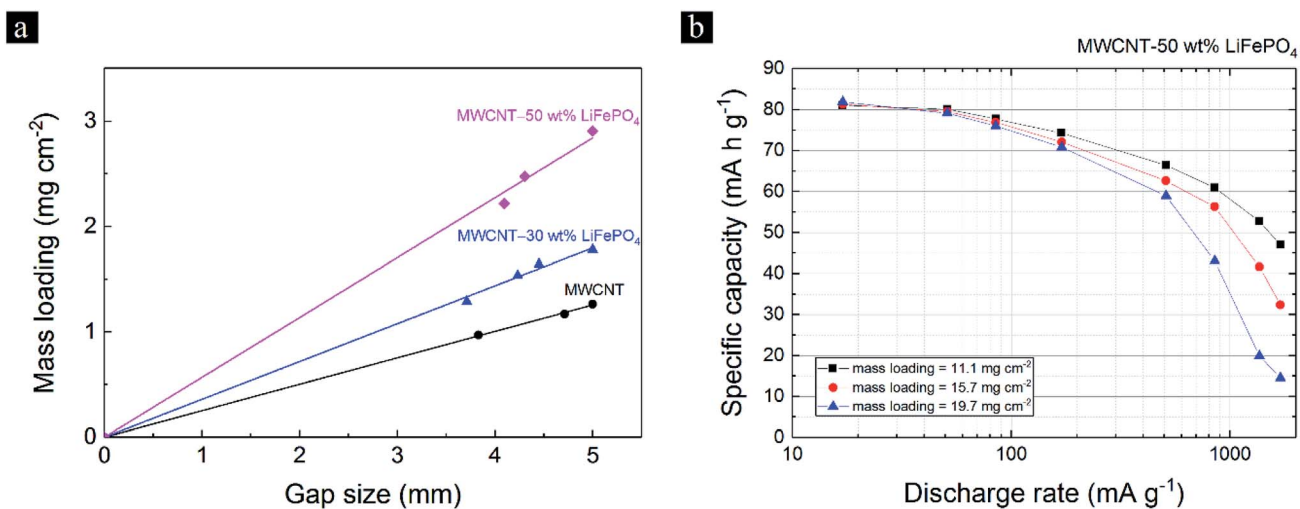 a
Mass loading (mg cm⁻²)
3
2
1
0
0 1 2 3 4 5
Gap size (mm)
MWCNT–50 wt% LiFePO₄
MWCNT–30 wt% LiFePO₄
MWCNT
b
MWCNT-50 wt% LiFePO₄
Specific capacity (mA h g⁻¹)
90
80
70
60
50
40
30
20
10
0
10 100 1000
Discharge rate (mA g⁻¹)
mass loading = 11.1 mg cm⁻²
mass loading = 15.7 mg cm⁻²
mass loading = 19.7 mg cm⁻²